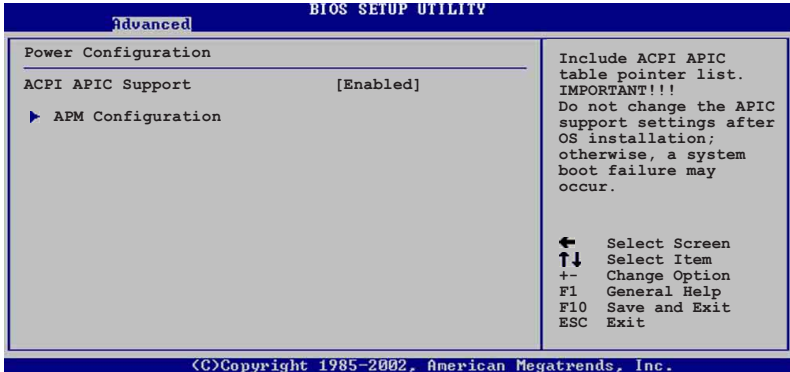 BIOS SETUP UTILITY
Advanced
Power Configuration
ACPI APIC Support [Enabled]
APM Configuration
Include ACPI APIC
table pointer list.
IMPORTANT!!!
Do not change the APIC
support settings after
OS installation;
otherwise, a system
boot failure may
occur.
← Select Screen
↑↓ Select Item
+- Change Option
F1 General Help
F10 Save and Exit
ESC Exit
(C)Copyright 1985-2002, American Megatrends, Inc.